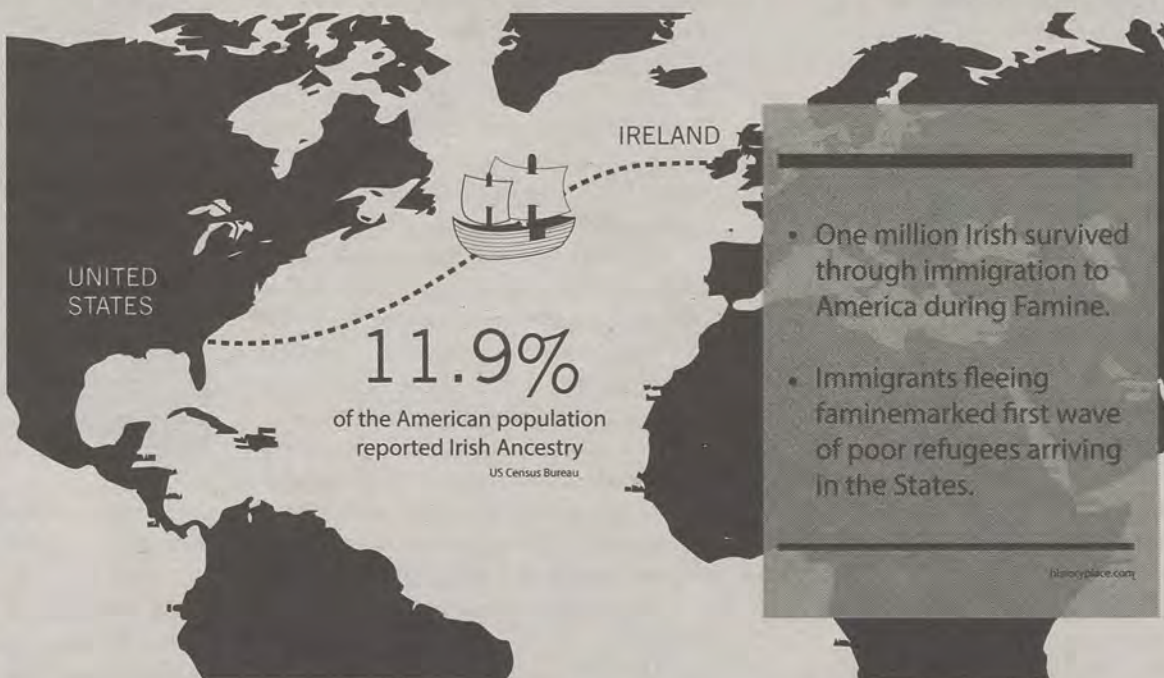 IRELAND
UNITED
STATES
11.9%
of the American population
reported Irish Ancestry
US Census Bureau
• One million Irish survived
through immigration to
America during Famine.
• Immigrants fleeing
faminemarked first wave
of poor refugees arriving
in the States.
historyplace.com